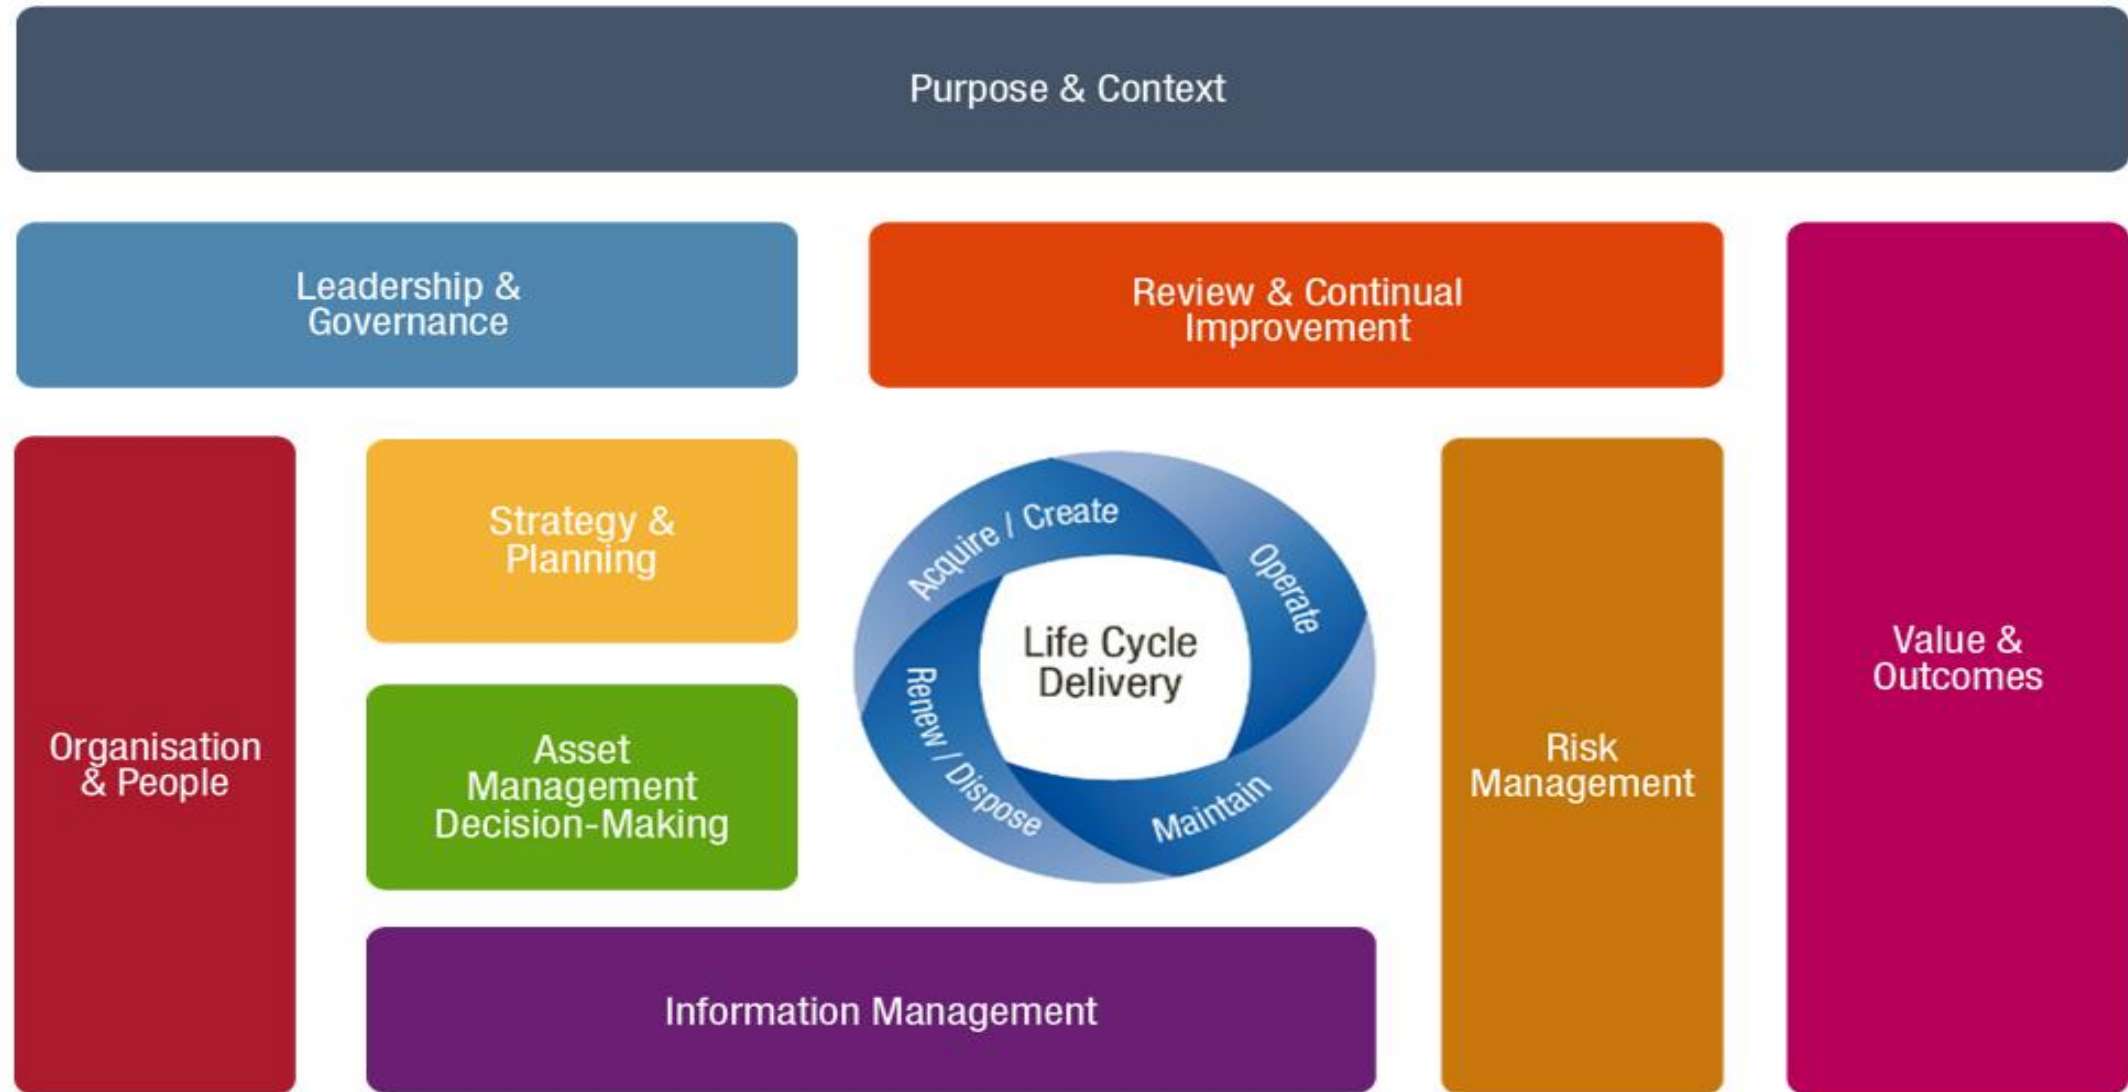 Purpose & Context
Leadership &
Governance
Review & Continual
Improvement
Organisation
& People
Strategy &
Planning
Asset
Management
Decision-Making
Acquire / Create
Operate
Maintain
Renew / Dispose
Life Cycle
Delivery
Risk
Management
Value &
Outcomes
Information Management